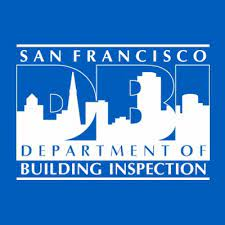 SAN FRANCISCO
DBI
DEPARTMENT OF
BUILDING INSPECTION